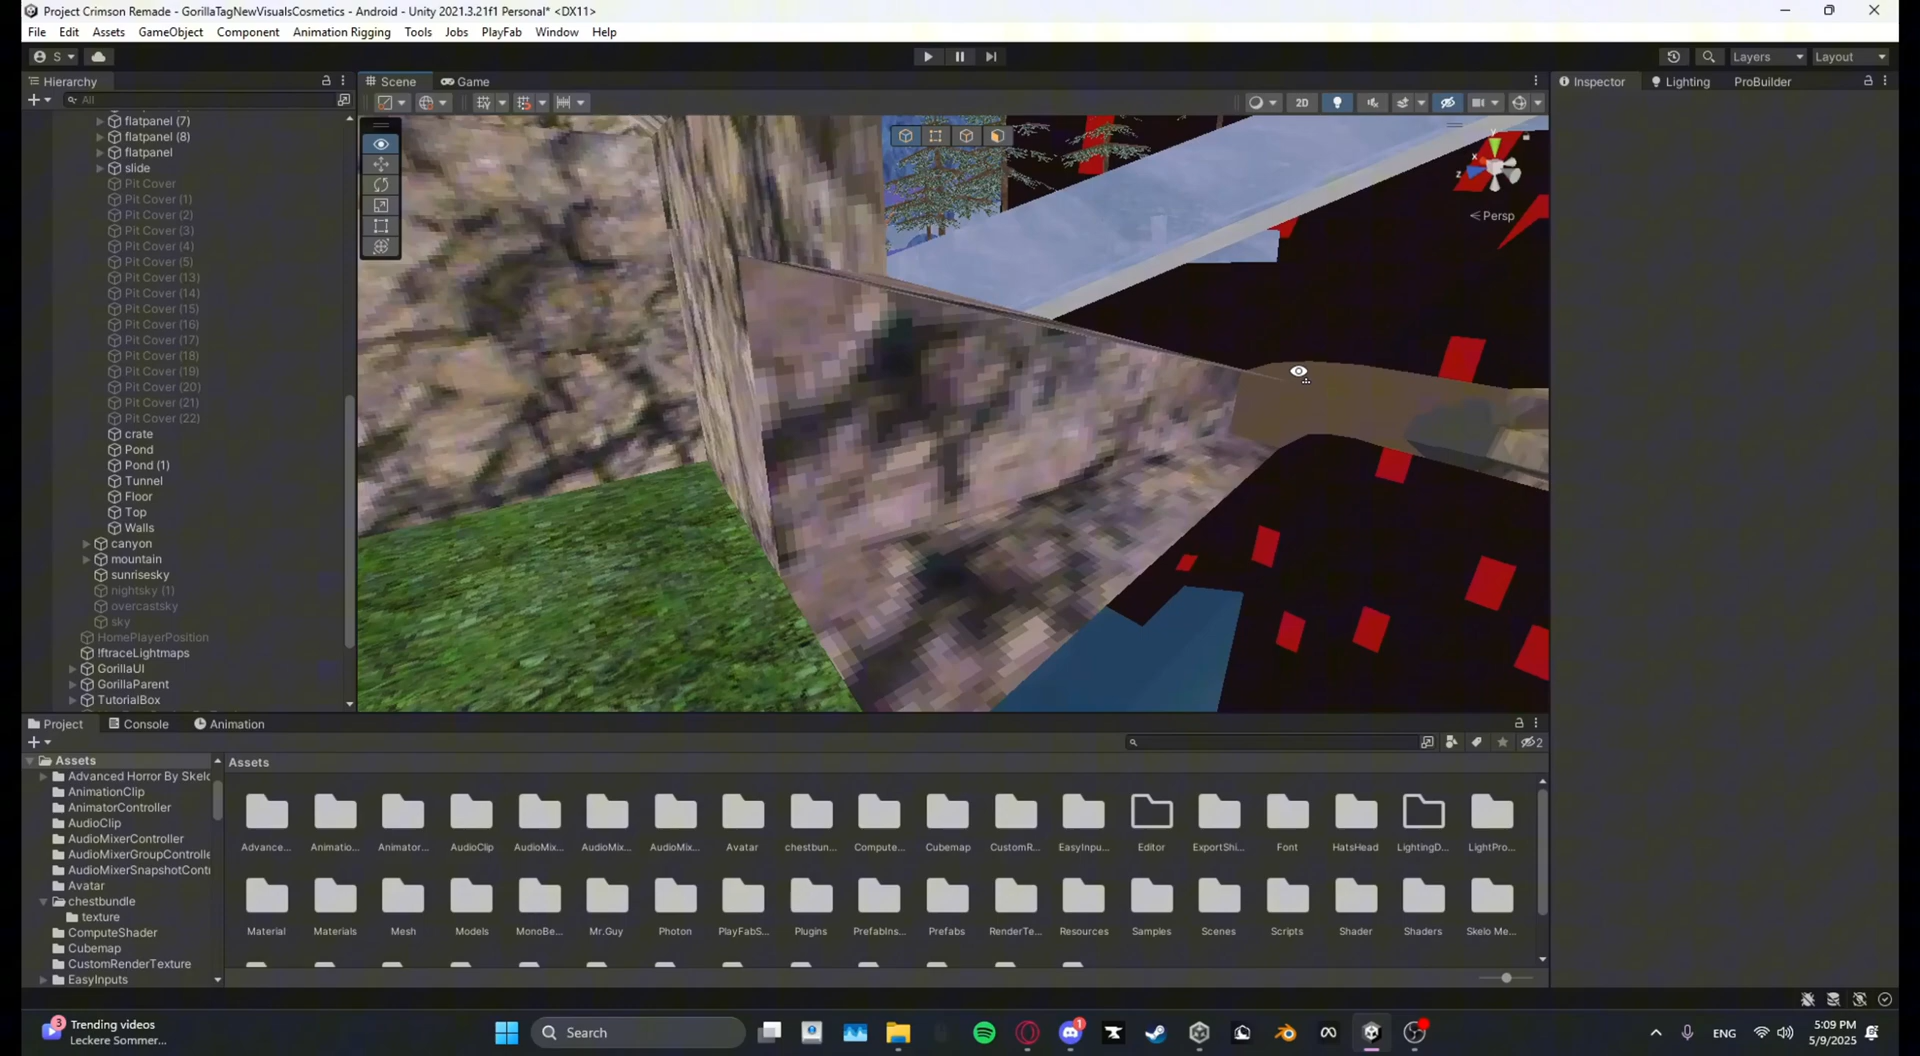 Project Crimson Remade - GorillaTagNewVisualsCosmetics - Android - Unity 2021.3.21f1 Personal* <DX11>
File Edit Assets GameObject Component Animation Rigging Tools Jobs PlayFab Window Help
S Layers Layout
Hierarchy Scene Game Inspector Lighting ProBuilder
All 2D
flatpanel (7)
flatpanel (8)
flatpanel
slide
Pit Cover
Pit Cover (1)
Pit Cover (2)
Pit Cover (3)
Pit Cover (4)
Pit Cover (5)
Pit Cover (13)
Pit Cover (14)
Pit Cover (15)
Pit Cover (16)
Pit Cover (17)
Pit Cover (18)
Pit Cover (19)
Pit Cover (20)
Pit Cover (21)
Pit Cover (22)
crate
Pond
Pond (1)
Tunnel
Floor
Top
Walls
canyon
mountain
sunrisesky
nightsky (1)
overcastsky
sky
HomePlayerPosition
!ftraceLightmaps
GorillaUI
GorillaParent
TutorialBox
y
x
z
Persp
Project Console Animation
2
Assets
Advanced Horror By Skelo
AnimationClip
AnimatorController
AudioClip
AudioMixerController
AudioMixerGroupControlle
AudioMixerSnapshotConti
Avatar
chestbundle
texture
ComputeShader
Cubemap
CustomRenderTexture
EasyInputs
Assets
Advance... Animatio... Animator... AudioClip AudioMix... AudioMix... AudioMix... Avatar chestbun... Compute... Cubemap CustomR... EasyInpu... Editor ExportShi... Font HatsHead LightingD... LightPro...
Material Materials Mesh Models MonoBe... Mr.Guy Photon PlayFabS... Plugins PrefabIns... Prefabs RenderTe... Resources Samples Scenes Scripts Shader Shaders Skelo Me...
3
Trending videos
Leckere Sommer...
Search
1
ENG
5:09 PM
5/9/2025